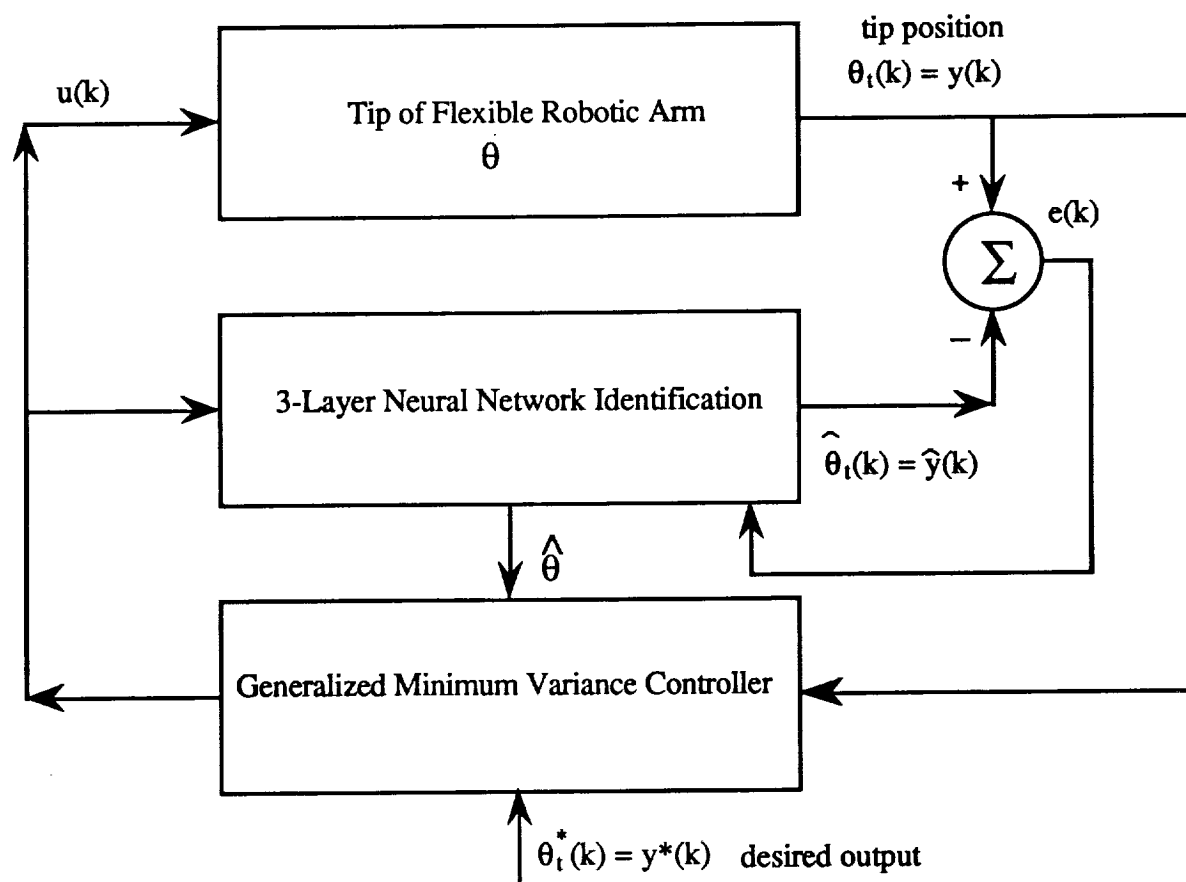 tip position
θₜ(k) = y(k)
u(k)
Tip of Flexible Robotic Arm
θ
+
e(k)
Σ
−
3-Layer Neural Network Identification
θ̂ₜ(k) = ŷ(k)
θ̂
Generalized Minimum Variance Controller
θₜ*(k) = y*(k) desired output